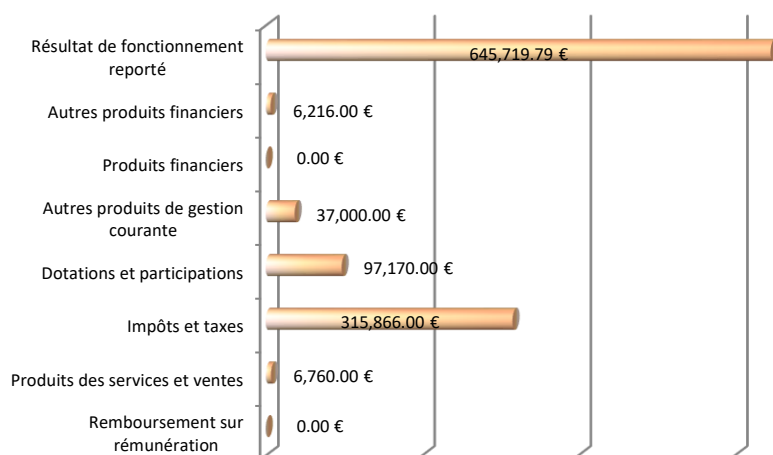 Résultat de fonctionnement
reporté
645,719.79 €
Autres produits financiers
6,216.00 €
Produits financiers
0.00 €
Autres produits de gestion
courante
37,000.00 €
Dotations et participations
97,170.00 €
Impôts et taxes
315,866.00 €
Produits des services et ventes
6,760.00 €
Remboursement sur
rémunération
0.00 €